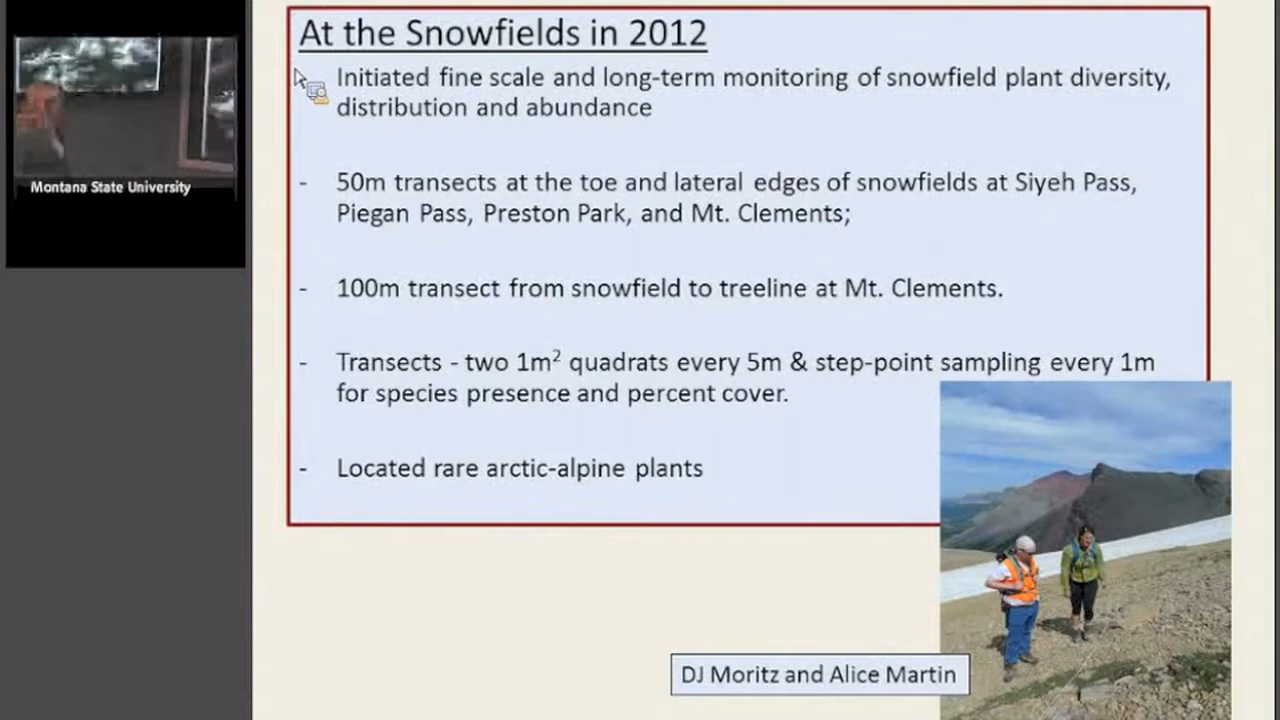 At the Snowfields in 2012
Initiated fine scale and long-term monitoring of snowfield plant diversity,
distribution and abundance
- 50m transects at the toe and lateral edges of snowfields at Siyeh Pass,
Piegan Pass, Preston Park, and Mt. Clements;
- 100m transect from snowfield to treeline at Mt. Clements.
- Transects - two 1m² quadrats every 5m & step-point sampling every 1m
for species presence and percent cover.
- Located rare arctic-alpine plants
DJ Moritz and Alice Martin
Montana State University